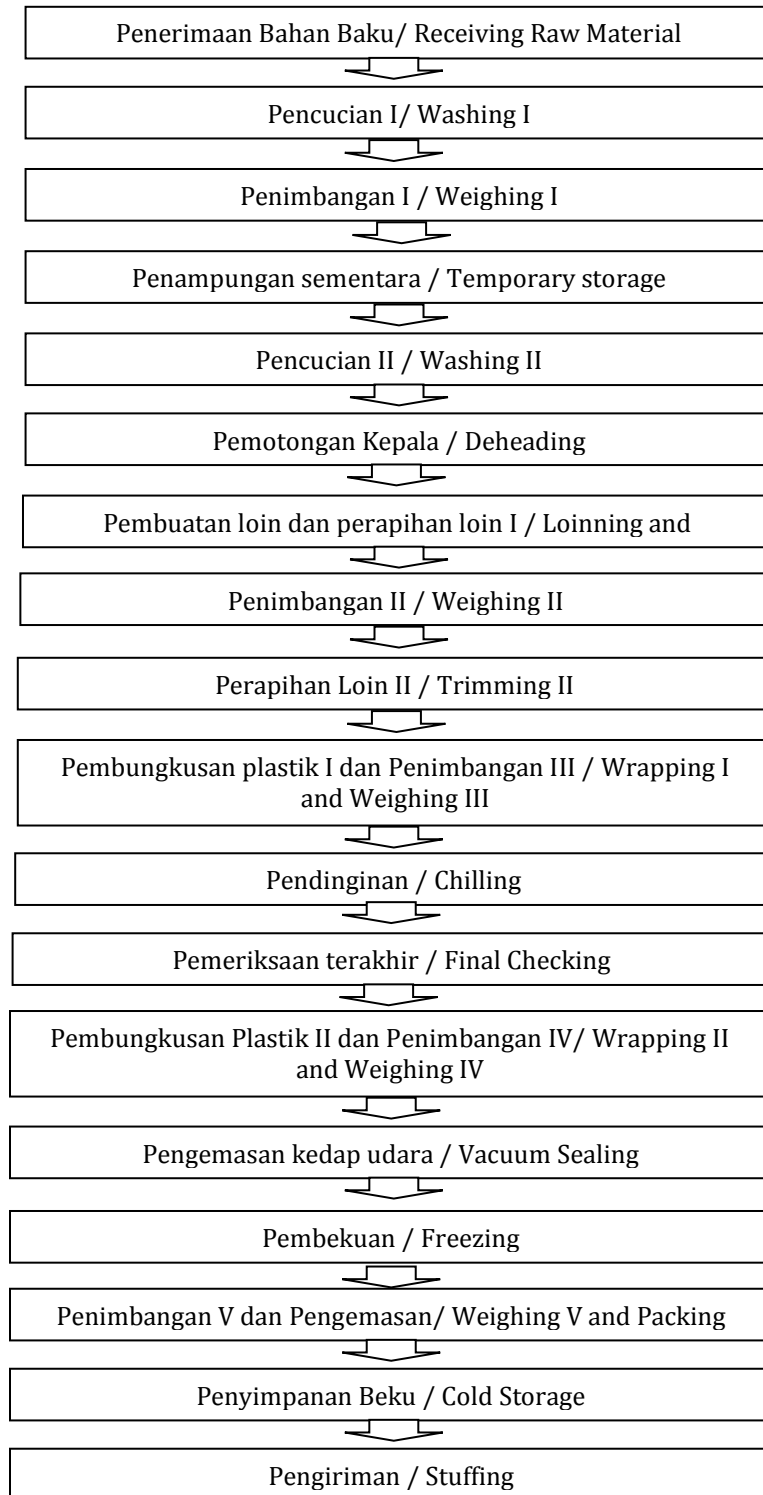 Penerimaan Bahan Baku/ Receiving Raw Material
Pencucian I/ Washing I
Penimbangan I / Weighing I
Penampungan sementara / Temporary storage
Pencucian II / Washing II
Pemotongan Kepala / Deheading
Pembuatan loin dan perapihan loin I / Loinning and
Penimbangan II / Weighing II
Perapihan Loin II / Trimming II
Pembungkusan plastik I dan Penimbangan III / Wrapping I
and Weighing III
Pendinginan / Chilling
Pemeriksaan terakhir / Final Checking
Pembungkusan Plastik II dan Penimbangan IV/ Wrapping II
and Weighing IV
Pengemasan kedap udara / Vacuum Sealing
Pembekuan / Freezing
Penimbangan V dan Pengemasan/ Weighing V and Packing
Penyimpanan Beku / Cold Storage
Pengiriman / Stuffing